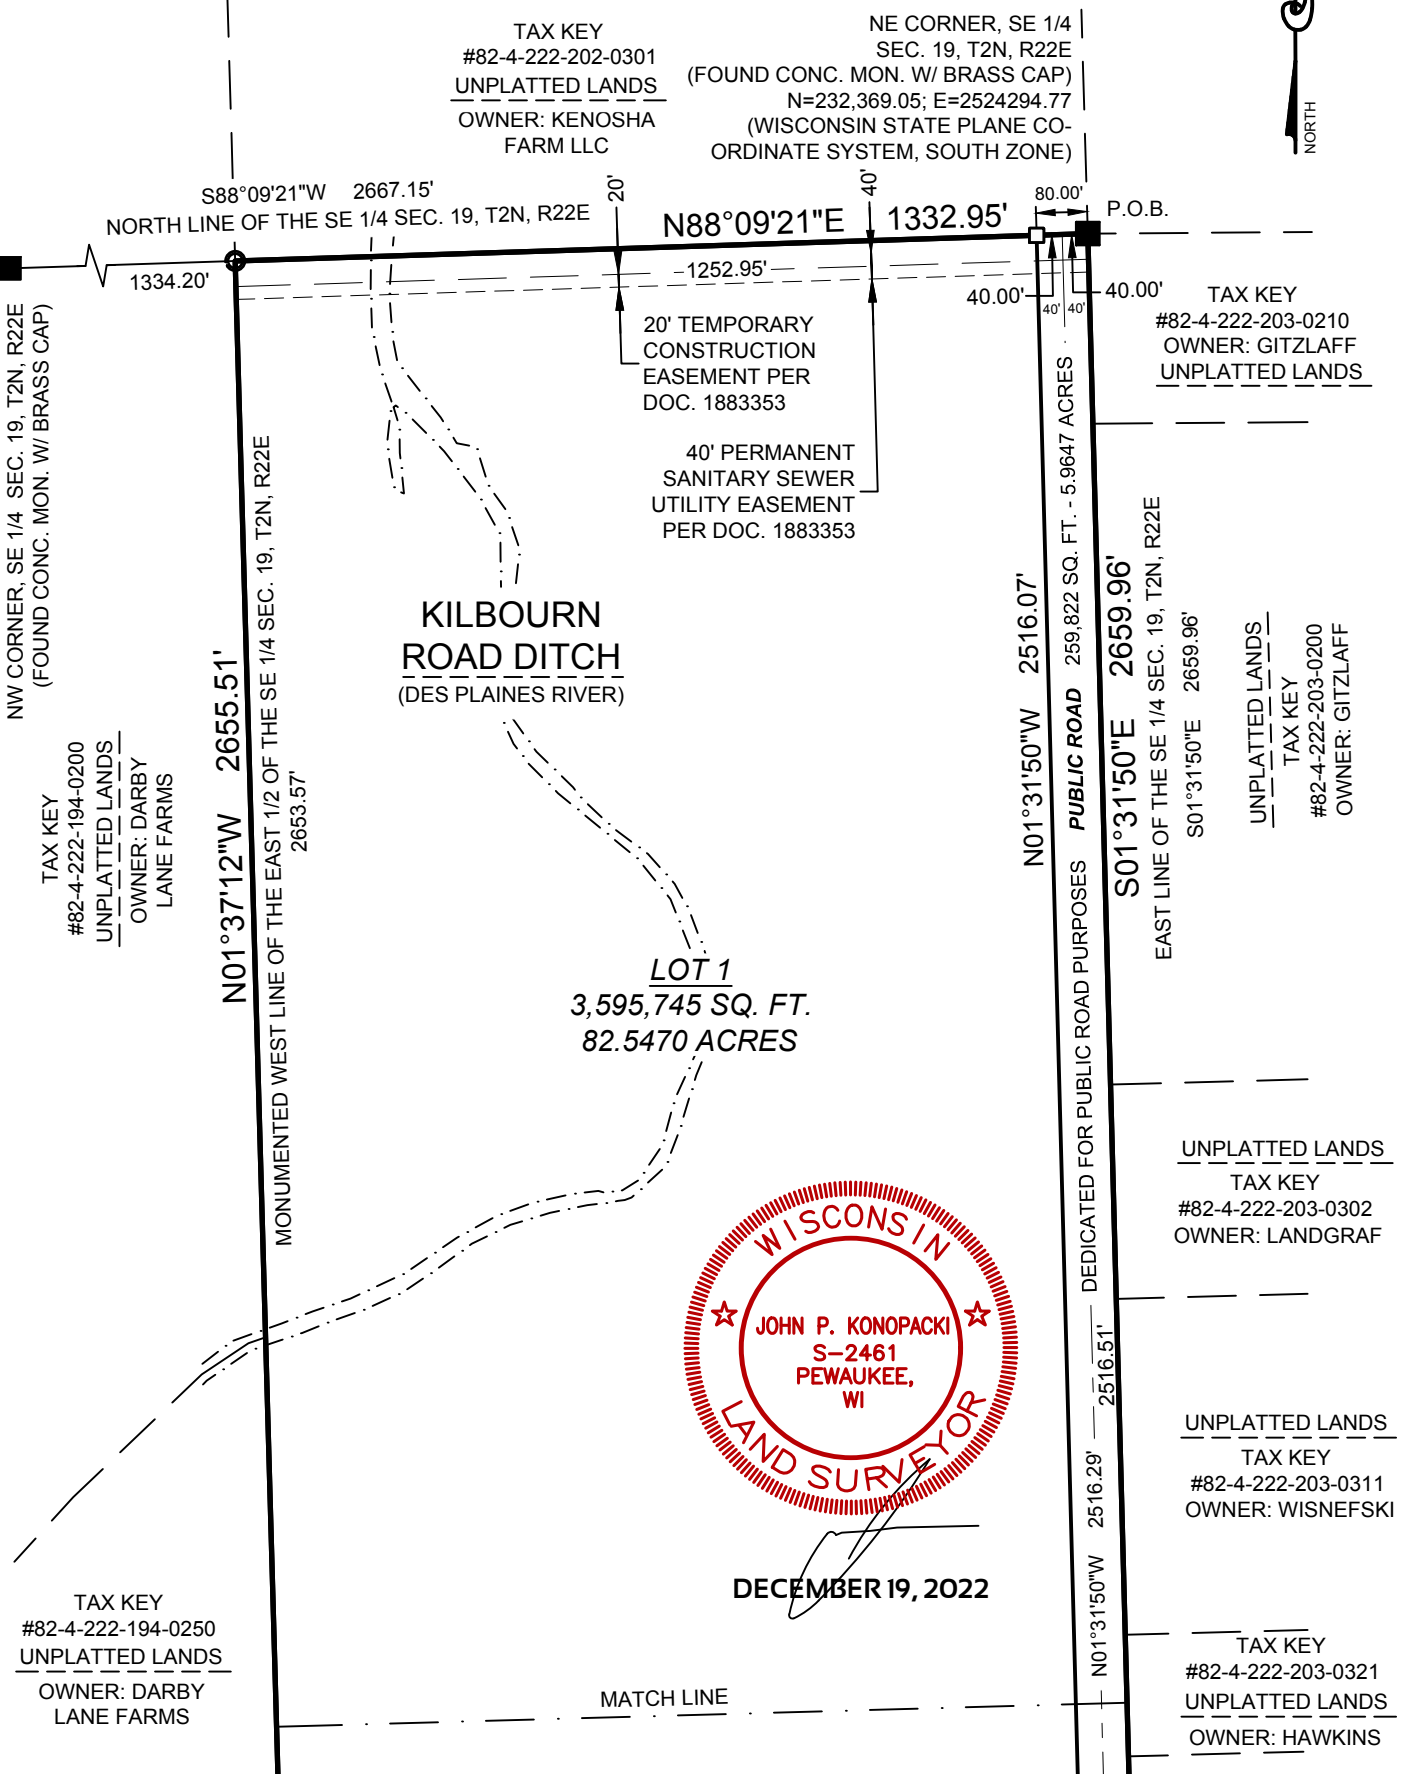 TAX KEY
#82-4-222-202-0301
UNPLATTED LANDS
OWNER: KENOSHA
FARM LLC
NE CORNER, SE 1/4
SEC. 19, T2N, R22E
(FOUND CONC. MON. W/ BRASS CAP)
N=232,369.05; E=2524294.77
(WISCONSIN STATE PLANE CO-
ORDINATE SYSTEM, SOUTH ZONE)
NORTH
S88°09'21"W 2667.15'
NORTH LINE OF THE SE 1/4 SEC. 19, T2N, R22E
20'
40'
N88°09'21"E 1332.95'
80.00'
P.O.B.
1334.20'
1252.95'
40.00'
40'
40'
40.00'
NW CORNER, SE 1/4 SEC. 19, T2N, R22E
(FOUND CONC. MON. W/ BRASS CAP)
20' TEMPORARY
CONSTRUCTION
EASEMENT PER
DOC. 1883353
40' PERMANENT
SANITARY SEWER
UTILITY EASEMENT
PER DOC. 1883353
TAX KEY
#82-4-222-203-0210
OWNER: GITZLAFF
UNPLATTED LANDS
KILBOURN
ROAD DITCH
(DES PLAINES RIVER)
TAX KEY
#82-4-222-194-0200
UNPLATTED LANDS
OWNER: DARBY
LANE FARMS
N01°37'12"W 2655.51'
MONUMENTED WEST LINE OF THE EAST 1/2 OF THE SE 1/4 SEC. 19, T2N, R22E
2653.57'
N01°31'50"W 2516.07'
DEDICATED FOR PUBLIC ROAD PURPOSES PUBLIC ROAD 259,822 SQ. FT. - 5.9647 ACRES
S01°31'50"E 2659.96'
EAST LINE OF THE SE 1/4 SEC. 19, T2N, R22E
S01°31'50"E 2659.96'
UNPLATTED LANDS
TAX KEY
#82-4-222-203-0200
OWNER: GITZLAFF
LOT 1
3,595,745 SQ. FT.
82.5470 ACRES
UNPLATTED LANDS
TAX KEY
#82-4-222-203-0302
OWNER: LANDGRAF
WISCONSIN
JOHN P. KONOPACKI
S-2461
PEWAUKEE,
WI
LAND SURVEYOR
2516.51'
N01°31'50"W 2516.29'
UNPLATTED LANDS
TAX KEY
#82-4-222-203-0311
OWNER: WISNEFSKI
DECEMBER 19, 2022
TAX KEY
#82-4-222-194-0250
UNPLATTED LANDS
OWNER: DARBY
LANE FARMS
MATCH LINE
TAX KEY
#82-4-222-203-0321
UNPLATTED LANDS
OWNER: HAWKINS